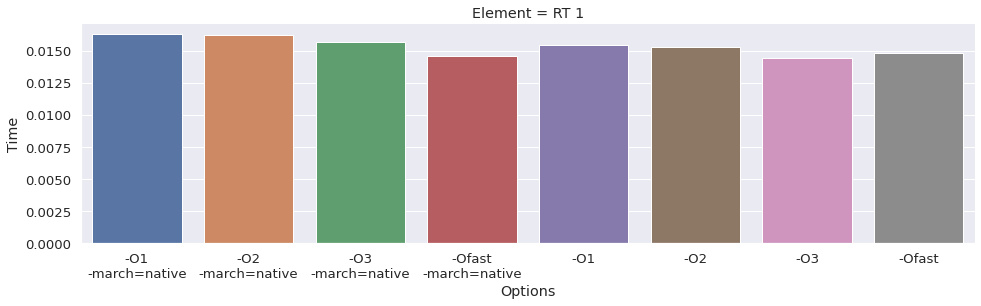 Element = RT 1
Time
0.0150
0.0125
0.0100
0.0075
0.0050
0.0025
0.0000
-O1
-march=native
-O2
-march=native
-O3
-march=native
-Ofast
-march=native
-O1
-O2
-O3
-Ofast
Options